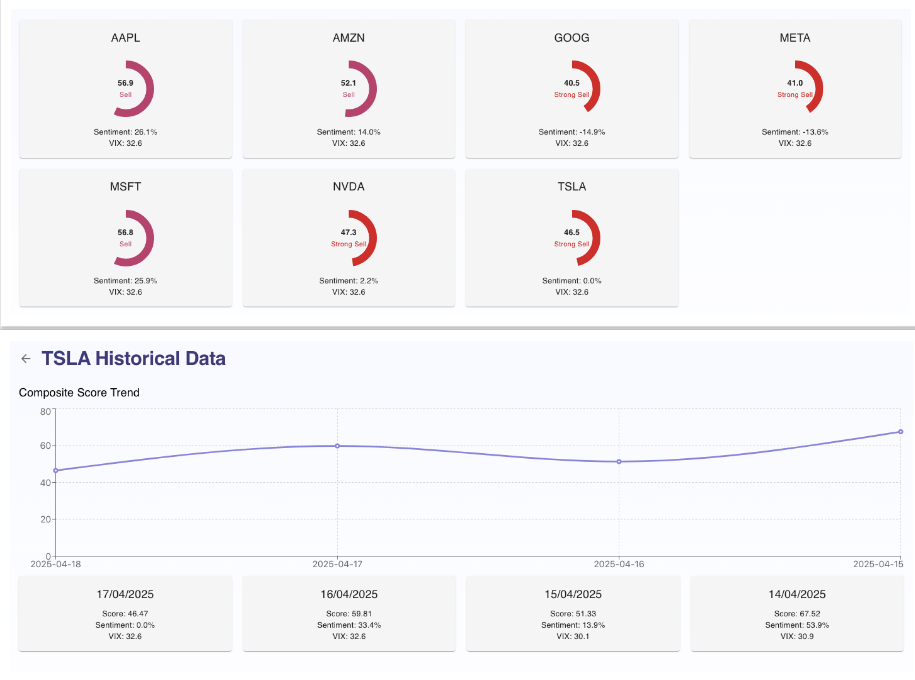 AAPL
56.9
Sell
Sentiment: 26.1%
VIX: 32.6
AMZN
52.1
Sell
Sentiment: 14.0%
VIX: 32.6
GOOG
40.5
Strong Sell
Sentiment: -14.9%
VIX: 32.6
META
41.0
Strong Sell
Sentiment: -13.6%
VIX: 32.6
MSFT
56.8
Sell
Sentiment: 25.9%
VIX: 32.6
NVDA
47.3
Strong Sell
Sentiment: 2.2%
VIX: 32.6
TSLA
46.5
Strong Sell
Sentiment: 0.0%
VIX: 32.6
TSLA Historical Data
Composite Score Trend
80
60
40
20
0
2025-04-18
2025-04-17
2025-04-16
2025-04-15
17/04/2025
Score: 46.47
Sentiment: 0.0%
VIX: 32.6
16/04/2025
Score: 59.81
Sentiment: 33.4%
VIX: 32.6
15/04/2025
Score: 51.33
Sentiment: 13.9%
VIX: 30.1
14/04/2025
Score: 67.52
Sentiment: 53.9%
VIX: 30.9